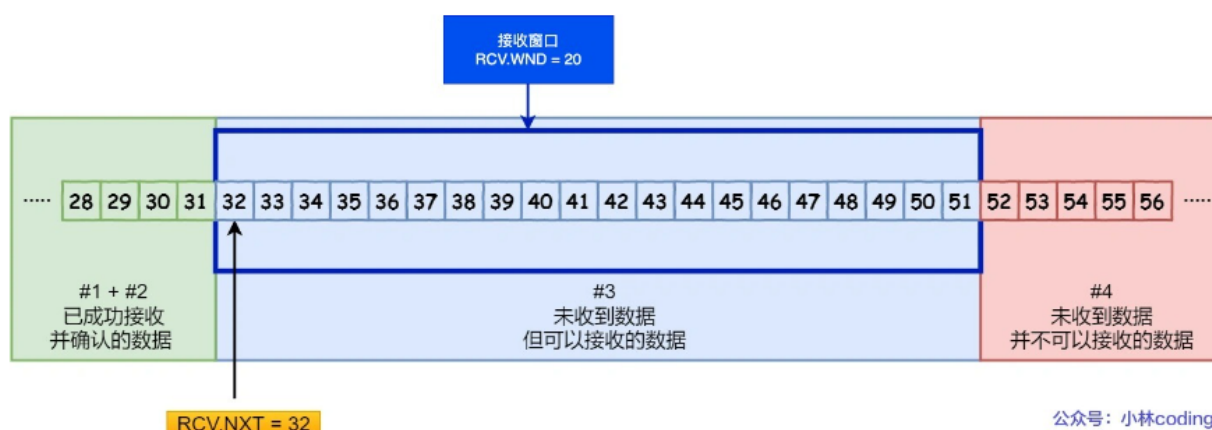 接收窗口
RCV.WND = 20
..... 28 29 30 31 32 33 34 35 36 37 38 39 40 41 42 43 44 45 46 47 48 49 50 51 52 53 54 55 56 .....
#1 + #2
已成功接收
并确认的数据
#3
未收到数据
但可以接收的数据
#4
未收到数据
并不可以接收的数据
RCV.NXT = 32
公众号：小林coding